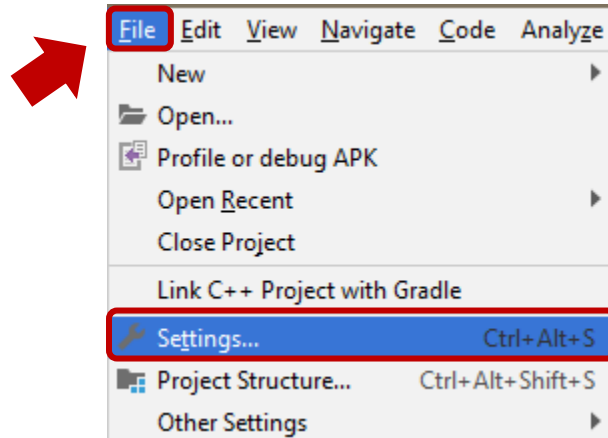 File Edit View Navigate Code Analyze
New
Open...
Profile or debug APK
Open Recent
Close Project
Link C++ Project with Gradle
Settings... Ctrl+Alt+S
Project Structure... Ctrl+Alt+Shift+S
Other Settings